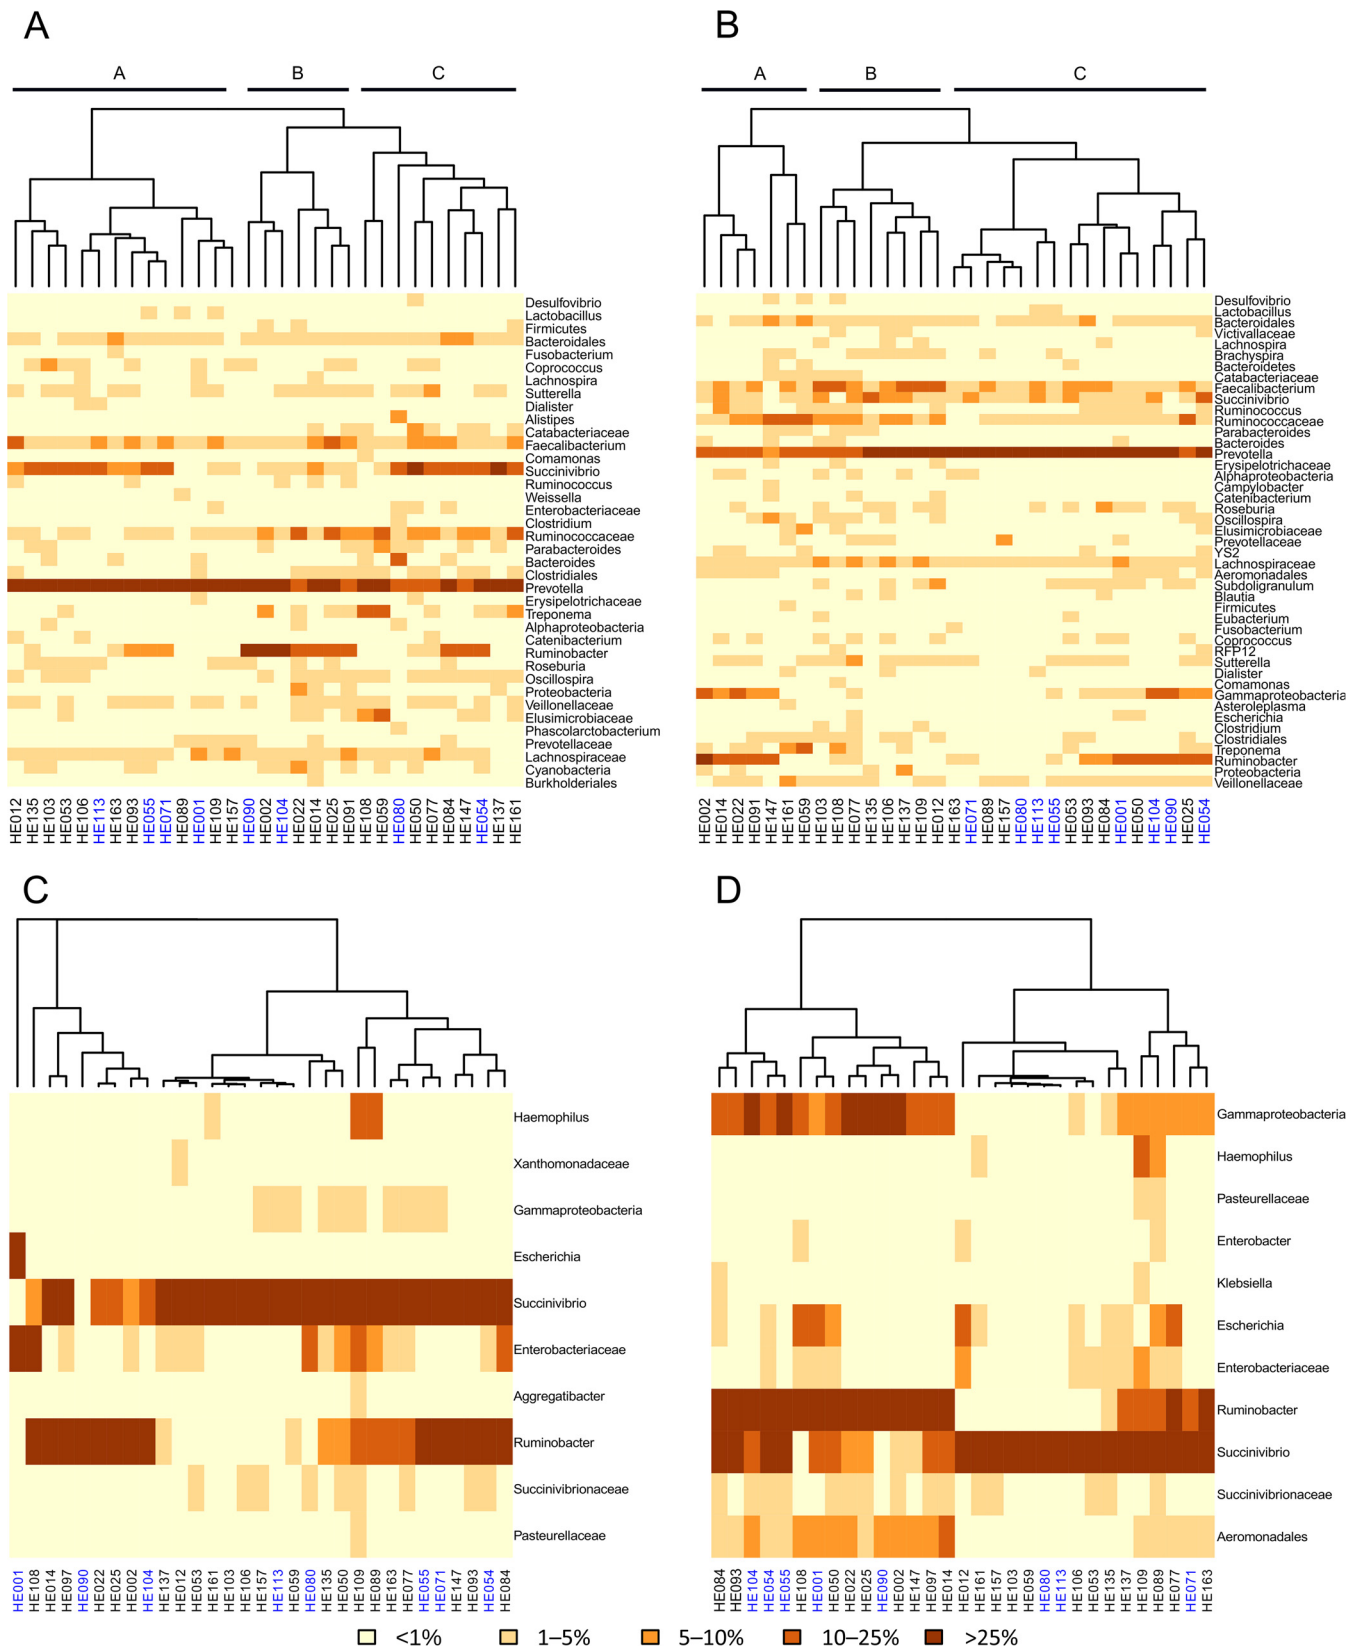 A
B
A B C
A B C
Desulfovibrio
Lactobacillus
Firmicutes
Bacteroidales
Fusobacterium
Coprococcus
Lachnospira
Sutterella
Dialister
Alistipes
Catabacteriaceae
Faecalibacterium
Comamonas
Succinivibrio
Ruminococcus
Weissella
Enterobacteriaceae
Clostridium
Ruminococcaceae
Parabacteroides
Bacteroides
Clostridiales
Prevotella
Erysipelotrichaceae
Treponema
Alphaproteobacteria
Catenibacterium
Ruminobacter
Roseburia
Oscillospira
Proteobacteria
Veillonellaceae
Elusimicrobiaceae
Phascolarctobacterium
Prevotellaceae
Lachnospiraceae
Cyanobacteria
Burkholderiales
HE012 HE135 HE103 HE053 HE106 HE113 HE163 HE093 HE055 HE071 HE089 HE001 HE109 HE157 HE090 HE002 HE104 HE022 HE014 HE025 HE091 HE108 HE059 HE080 HE050 HE077 HE084 HE147 HE054 HE137 HE161
Desulfovibrio
Lactobacillus
Bacteroidales
Victivallaceae
Lachnospira
Brachyspira
Bacteroidetes
Catabacteriaceae
Faecalibacterium
Succinivibrio
Ruminococcus
Ruminococcaceae
Parabacteroides
Bacteroides
Prevotella
Erysipelotrichaceae
Alphaproteobacteria
Campylobacter
Catenibacterium
Roseburia
Oscillospira
Elusimicrobiaceae
Prevotellaceae
YS2
Lachnospiraceae
Aeromonadales
Subdoligranulum
Blautia
Firmicutes
Eubacterium
Fusobacterium
Coprococcus
RFP12
Sutterella
Dialister
Comamonas
Gammaproteobacteria
Asteroleplasma
Escherichia
Clostridium
Clostridiales
Treponema
Ruminobacter
Proteobacteria
Veillonellaceae
HE002 HE014 HE022 HE091 HE147 HE161 HE059 HE103 HE108 HE077 HE135 HE106 HE137 HE109 HE012 HE163 HE071 HE089 HE157 HE080 HE113 HE055 HE053 HE093 HE084 HE001 HE050 HE104 HE090 HE025 HE054
C
D
Haemophilus
Xanthomonadaceae
Gammaproteobacteria
Escherichia
Succinivibrio
Enterobacteriaceae
Aggregatibacter
Ruminobacter
Succinivibrionaceae
Pasteurellaceae
HE001 HE108 HE014 HE097 HE090 HE022 HE025 HE002 HE104 HE137 HE012 HE053 HE161 HE103 HE106 HE157 HE113 HE059 HE080 HE135 HE050 HE109 HE089 HE163 HE077 HE055 HE071 HE147 HE093 HE054 HE084
Gammaproteobacteria
Haemophilus
Pasteurellaceae
Enterobacter
Klebsiella
Escherichia
Enterobacteriaceae
Ruminobacter
Succinivibrio
Succinivibrionaceae
Aeromonadales
HE084 HE093 HE104 HE054 HE055 HE108 HE001 HE050 HE022 HE025 HE090 HE002 HE147 HE097 HE014 HE012 HE161 HE157 HE103 HE059 HE080 HE113 HE106 HE053 HE135 HE137 HE109 HE089 HE077 HE071 HE163
<1% 1–5% 5–10% 10–25% >25%